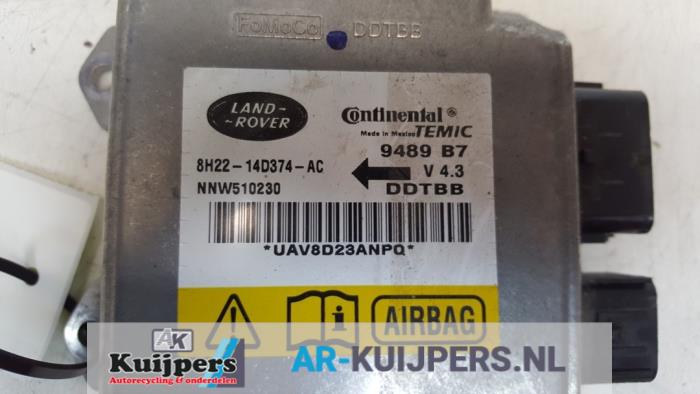 FoMoCo DDTBB
LAND-
-ROVER
Continental
Made in Mexico TEMIC
8H22-14D374-AC
9489 B7
V 4.3
NNW510230
DDTBB
*UAV8D23ANPQ*
AIRBAG
AK
Kuijpers
Autorecycling & onderdelen
AR-KUIJPERS.NL